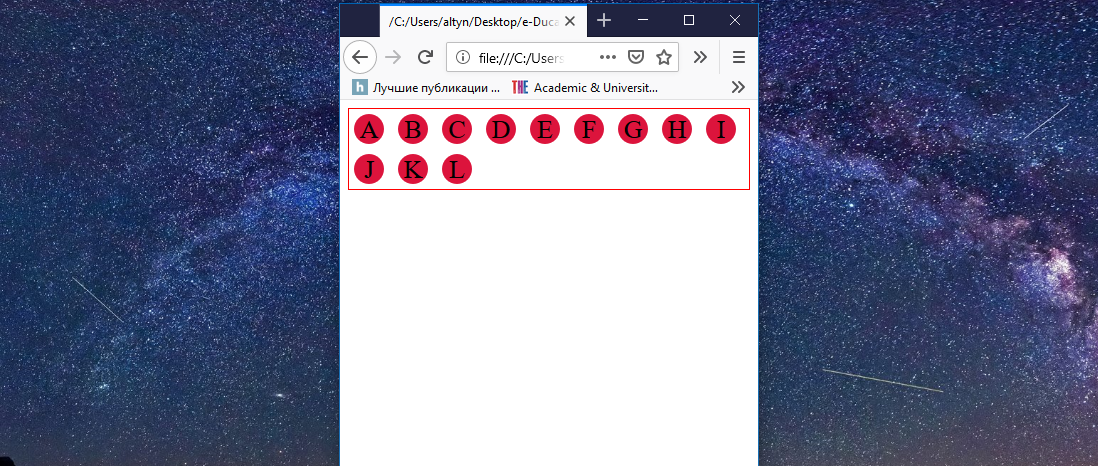 /C:/Users/altyn/Desktop/e-Duca
file:///C:/Users
Лучшие публикации ...
THE Academic & Universit...
A B C D E F G H I
J K L